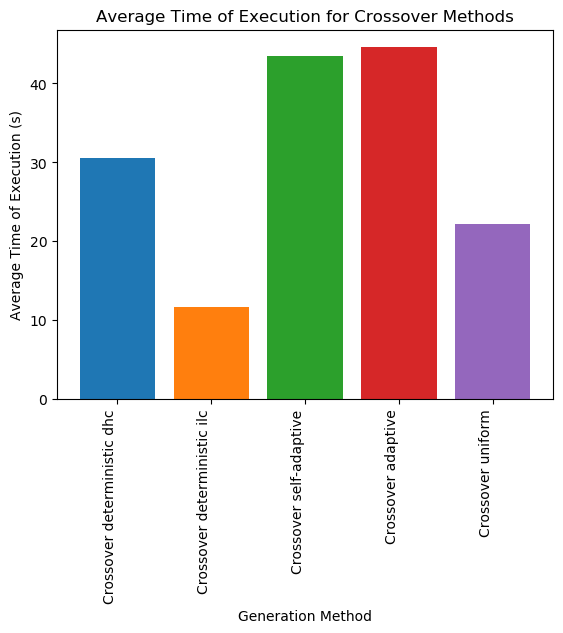 Average Time of Execution for Crossover Methods
Average Time of Execution (s)
40
30
20
10
0
Crossover deterministic dhc
Crossover deterministic ilc
Crossover self-adaptive
Crossover adaptive
Crossover uniform
Generation Method